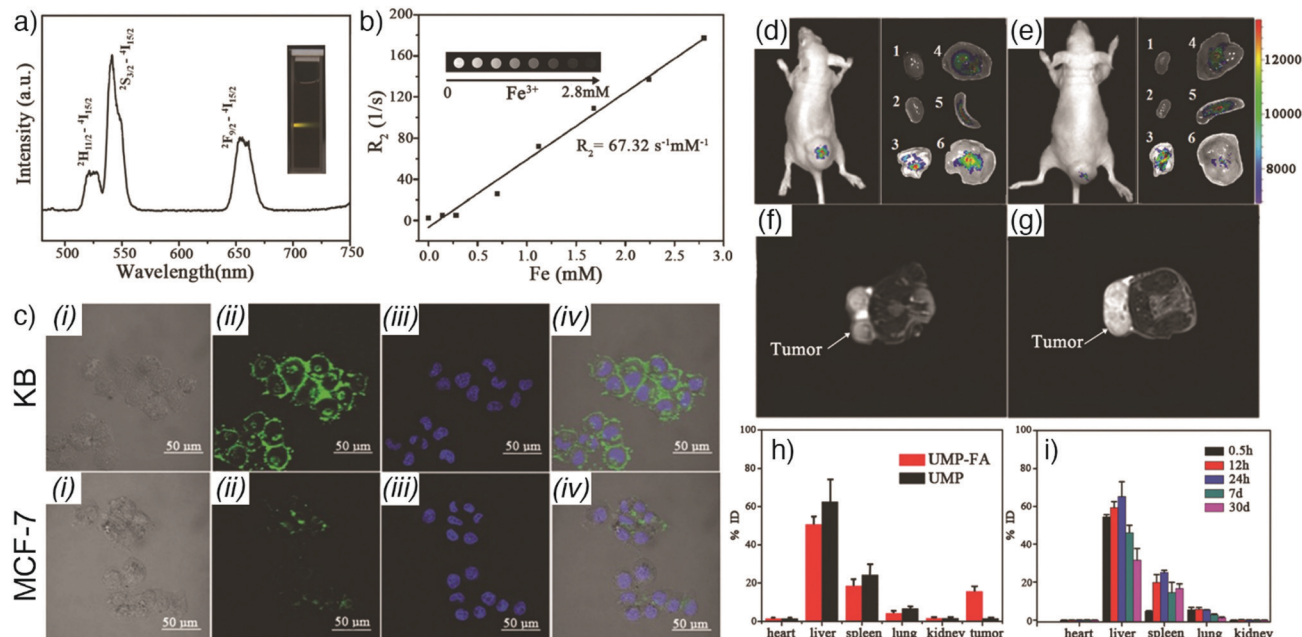 a)
Intensity (a.u.)
²H₁₁/₂-⁴I₁₅/₂
²S₃/₂-⁴I₁₅/₂
²F₉/₂-⁴I₁₅/₂
500 550 600 650 700 750
Wavelength(nm)
b)
R₂ (1/s)
200
160
120
80
40
0
0 Fe³⁺ 2.8mM
R₂= 67.32 s⁻¹mM⁻¹
0.0 0.5 1.0 1.5 2.0 2.5 3.0
Fe (mM)
c)
KB
(i) (ii) (iii) (iv)
50 µm 50 µm 50 µm 50 µm
MCF-7
(i) (ii) (iii) (iv)
50 µm 50 µm 50 µm 50 µm
(d)
1 4
2 5
3 6
(e)
1 4
2 5
3 6
12000
10000
8000
(f)
Tumor
(g)
Tumor
h)
UMP-FA
UMP
% ID
80
60
40
20
0
heart liver spleen lung kidney tumor
i)
0.5h
12h
24h
7d
30d
% ID
80
60
40
20
0
heart liver spleen lung kidney